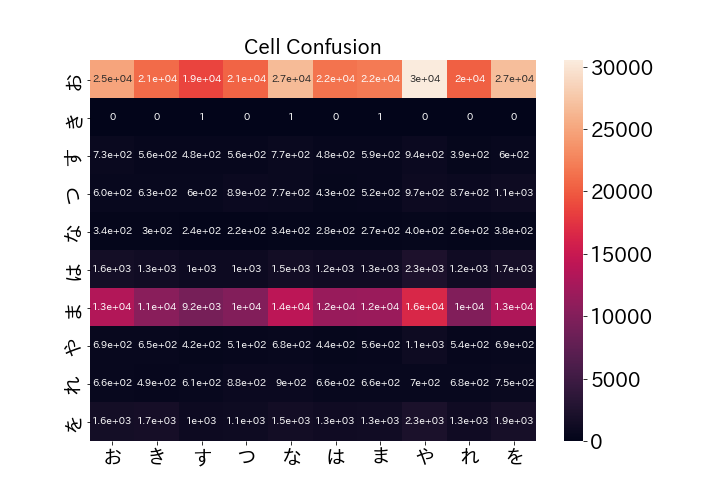 Cell Confusion
お 2.5e+04 2.1e+04 1.9e+04 2.1e+04 2.7e+04 2.2e+04 2.2e+04 3e+04 2e+04 2.7e+04
き 0 0 1 0 1 0 1 0 0 0
す 7.3e+02 5.6e+02 4.8e+02 5.6e+02 7.7e+02 4.8e+02 5.9e+02 9.4e+02 3.9e+02 6e+02
つ 6.0e+02 6.3e+02 6e+02 8.9e+02 7.7e+02 4.3e+02 5.2e+02 9.7e+02 8.7e+02 1.1e+03
な 3.4e+02 3e+02 2.4e+02 2.2e+02 3.4e+02 2.8e+02 2.7e+02 4.0e+02 2.6e+02 3.8e+02
は 1.6e+03 1.3e+03 1e+03 1e+03 1.5e+03 1.2e+03 1.3e+03 2.3e+03 1.2e+03 1.7e+03
ま 1.3e+04 1.1e+04 9.2e+03 1e+04 1.4e+04 1.2e+04 1.2e+04 1.6e+04 1e+04 1.3e+04
や 6.9e+02 6.5e+02 4.2e+02 5.1e+02 6.8e+02 4.4e+02 5.6e+02 1.1e+03 5.4e+02 6.9e+02
れ 6.6e+02 4.9e+02 6.1e+02 8.8e+02 9e+02 6.6e+02 6.6e+02 7e+02 6.8e+02 7.5e+02
を 1.6e+03 1.7e+03 1e+03 1.1e+03 1.5e+03 1.3e+03 1.3e+03 2.3e+03 1.3e+03 1.9e+03
お き す つ な は ま や れ を
30000
25000
20000
15000
10000
5000
0